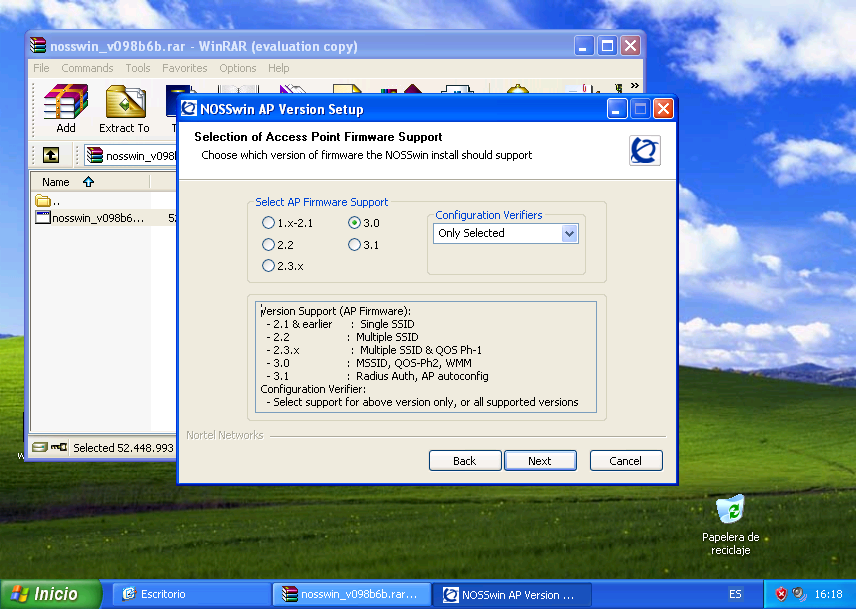 nosswin_v098b6b.rar - WinRAR (evaluation copy)
File Commands Tools Favorites Options Help
Add Extract To
nosswin_v098
Name
..
nosswin_v098b6...
Selected 52.448.993
NOSSwin AP Version Setup
Selection of Access Point Firmware Support
Choose which version of firmware the NOSSwin install should support
Select AP Firmware Support
1.x-2.1 3.0
2.2 3.1
2.3.x
Configuration Verifiers
Only Selected
Version Support (AP Firmware):
- 2.1 & earlier : Single SSID
- 2.2 : Multiple SSID
- 2.3.x : Multiple SSID & QOS Ph-1
- 3.0 : MSSID, QOS-Ph2, WMM
- 3.1 : Radius Auth, AP autoconfig
Configuration Verifier:
- Select support for above version only, or all supported versions
Nortel Networks
Back Next Cancel
Papelera de
reciclaje
Inicio Escritorio nosswin_v098b6b.rar... NOSSwin AP Version ... ES 16:18